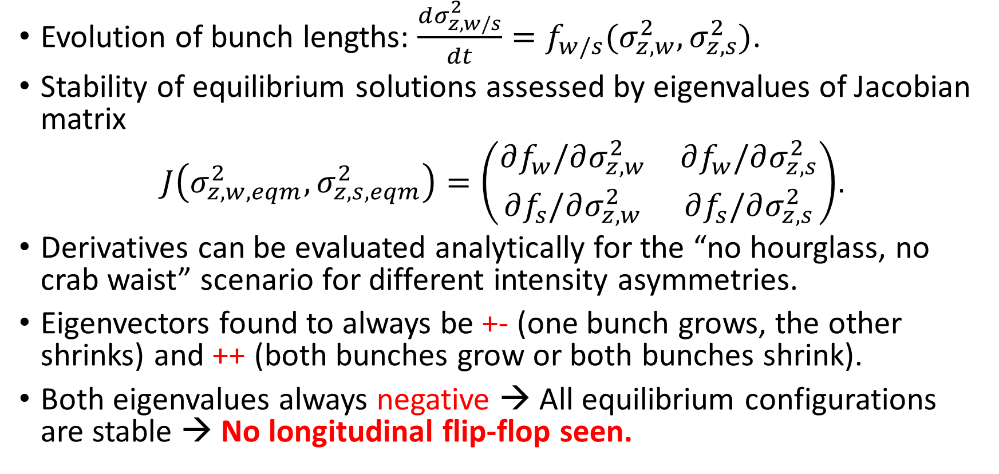 • Evolution of bunch lengths: $\frac{d\sigma_{z,w/s}^2}{dt} = f_{w/s}(\sigma_{z,w}^2, \sigma_{z,s}^2)$.
• Stability of equilibrium solutions assessed by eigenvalues of Jacobian
matrix
$J(\sigma_{z,w,eqm}^2, \sigma_{z,s,eqm}^2) = \begin{pmatrix} \partial f_w/\partial\sigma_{z,w}^2 & \partial f_w/\partial\sigma_{z,s}^2 \\ \partial f_s/\partial\sigma_{z,w}^2 & \partial f_s/\partial\sigma_{z,s}^2 \end{pmatrix}$.
• Derivatives can be evaluated analytically for the “no hourglass, no
crab waist” scenario for different intensity asymmetries.
• Eigenvectors found to always be +- (one bunch grows, the other
shrinks) and ++ (both bunches grow or both bunches shrink).
• Both eigenvalues always negative → All equilibrium configurations
are stable → No longitudinal flip-flop seen.